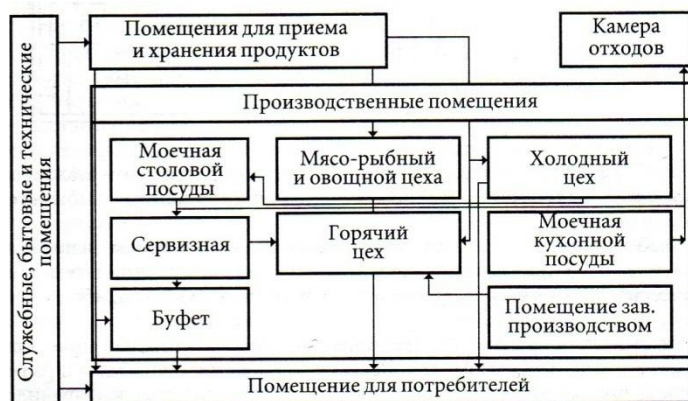 Служебные, бытовые и технические
помещения
Помещения для приема
и хранения продуктов
Камера
отходов
Производственные помещения
Моечная
столовой
посуды
Мясо-рыбный
и овощной цеха
Холодный
цех
Сервизная
Горячий
цех
Моечная
кухонной
посуды
Буфет
Помещение зав.
производством
Помещение для потребителей